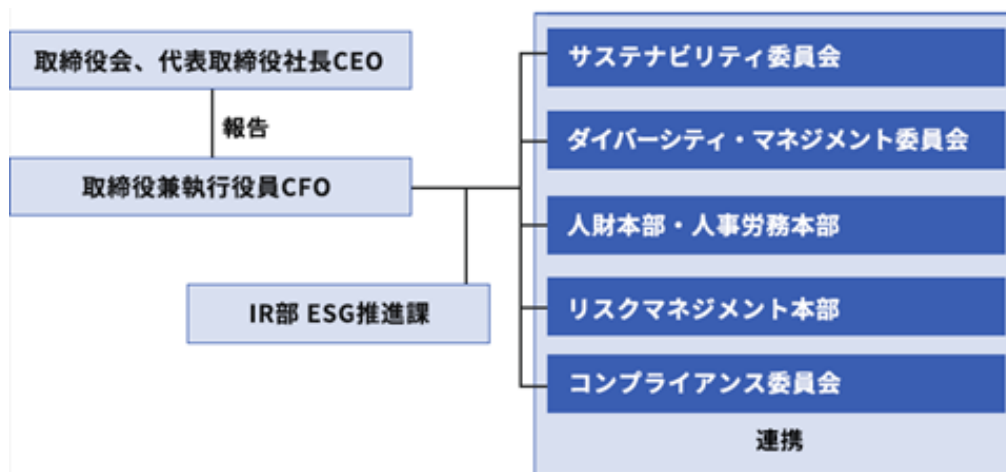 取締役会、代表取締役社長CEO
報告
取締役兼執行役員CFO
IR部 ESG推進課
サステナビリティ委員会
ダイバーシティ・マネジメント委員会
人財本部・人事労務本部
リスクマネジメント本部
コンプライアンス委員会
連携